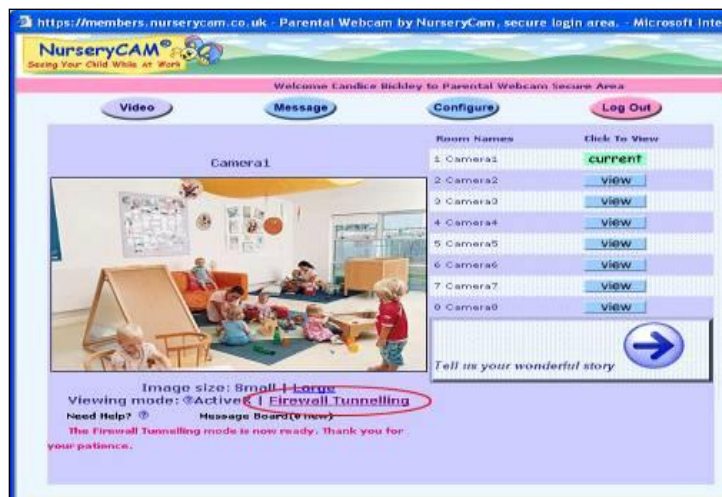 https://members.nurserycam.co.uk - Parental Webcam by NurseryCam, secure login area. - Microsoft Inte
NurseryCAM®
Seeing Your Child While At Work
Welcome Candice Bickley to Parental Webcam Secure Area
Video
Message
Configure
Log Out
Room Names Click To View
Camera1
1 Camera1 current
2 Camera2 view
3 Camera3 view
4 Camera4 view
5 Camera5 view
6 Camera6 view
7 Camera7 view
8 Camera8 view
Tell us your wonderful story
Image size: Small | Large
Viewing mode: ActiveX | Firewall Tunnelling
Need Help? Message Board(0 new)
The Firewall Tunnelling mode is now ready. Thank you for
your patience.